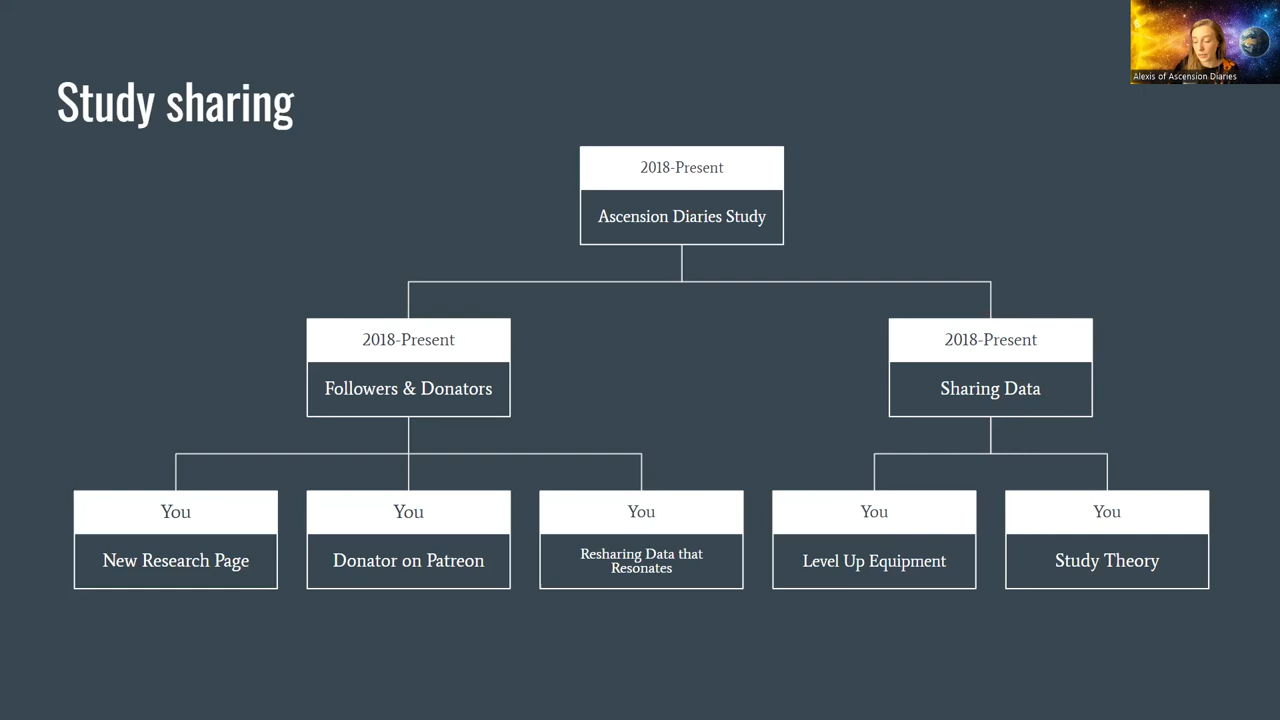 Alexis of Ascension Diaries
Study sharing
2018-Present
Ascension Diaries Study
2018-Present
Followers & Donators
2018-Present
Sharing Data
You
New Research Page
You
Donator on Patreon
You
Resharing Data that
Resonates
You
Level Up Equipment
You
Study Theory